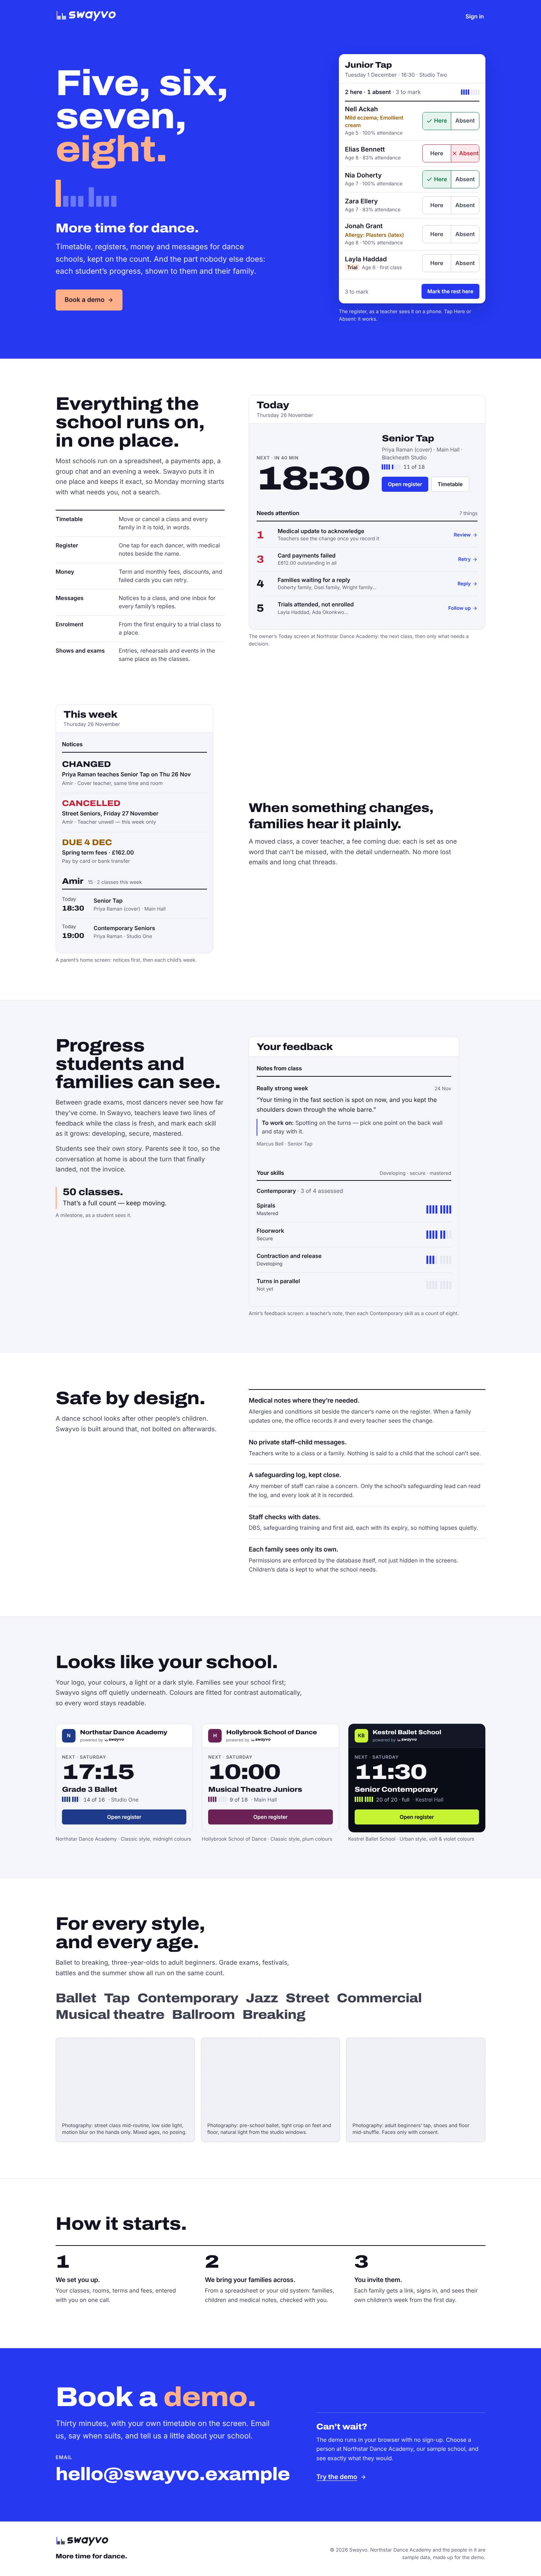 swayvo
Sign in
Five, six,
seven,
eight.
More time for dance.
Timetable, registers, money and messages for dance
schools, kept on the count. And the part nobody else does:
each student's progress, shown to them and their family.
Book a demo →
Junior Tap
Tuesday 1 December · 16:30 · Studio Two
2 here · 1 absent · 3 to mark
Nell Ackah
Mild eczema; Emollient
cream
Age 5 · 100% attendance
Here Absent
Elias Bennett
Age 6 · 83% attendance
Here Absent
Nia Doherty
Age 7 · 100% attendance
Here Absent
Zara Ellery
Age 7 · 83% attendance
Here Absent
Jonah Grant
Allergy: Plasters (latex)
Age 8 · 100% attendance
Here Absent
Layla Haddad
Trial Age 6 · first class
Here Absent
3 to mark
Mark the rest here
The register, as a teacher sees it on a phone. Tap Here or
Absent: it works.
Everything the
school runs on,
in one place.
Most schools run on a spreadsheet, a payments app, a
group chat and an evening a week. Swayvo puts it in
one place and keeps it exact, so Monday morning starts
with what needs you, not a search.
Timetable
Move or cancel a class and every
family in it is told, in words.
Register
One tap for each dancer, with medical
notes beside the name.
Money
Term and monthly fees, discounts, and
failed cards you can retry.
Messages
Notices to a class, and one inbox for
every family's replies.
Enrolment
From the first enquiry to a trial class to
a place.
Shows and exams
Entries, rehearsals and events in the
same place as the classes.
Today
Thursday 26 November
NEXT · IN 40 MIN
18:30
Senior Tap
Priya Raman (cover) · Main Hall ·
Blackheath Studio
11 of 18
Open register
Timetable
Needs attention
7 things
1
Medical update to acknowledge
Teachers see the change once you record it
Review →
3
Card payments failed
£612.00 outstanding in all
Retry →
4
Families waiting for a reply
Doherty family, Osei family, Wright family…
Reply →
5
Trials attended, not enrolled
Layla Haddad, Ada Okonkwo…
Follow up →
The owner's Today screen at Northstar Dance Academy: the next class, then only what needs a
decision.
This week
Thursday 26 November
Notices
CHANGED
Priya Raman teaches Senior Tap on Thu 26 Nov
Amir · Cover teacher, same time and room
CANCELLED
Street Seniors, Friday 27 November
Amir · Teacher unwell — this week only
DUE 4 DEC
Spring term fees · £162.00
Pay by card or bank transfer
Amir 15 · 2 classes this week
Today
18:30
Senior Tap
Priya Raman (cover) · Main Hall
Today
19:00
Contemporary Seniors
Priya Raman · Studio One
A parent's home screen: notices first, then each child's week.
When something changes,
families hear it plainly.
A moved class, a cover teacher, a fee coming due: each is set as one
word that can't be missed, with the detail underneath. No more lost
emails and long chat threads.
Progress
students and
families can see.
Between grade exams, most dancers never see how far
they've come. In Swayvo, teachers leave two lines of
feedback while the class is fresh, and mark each skill
as it grows: developing, secure, mastered.
Students see their own story. Parents see it too, so the
conversation at home is about the turn that finally
landed, not the invoice.
50 classes.
That's a full count — keep moving.
A milestone, as a student sees it.
Your feedback
Notes from class
Really strong week
24 Nov
"Your timing in the fast section is spot on now, and you kept the
shoulders down through the whole barre."
To work on: Spotting on the turns — pick one point on the back wall
and stay with it.
Marcus Bell · Senior Tap
Your skills
Developing · secure · mastered
Contemporary · 3 of 4 assessed
Spirals
Mastered
Floorwork
Secure
Contraction and release
Developing
Turns in parallel
Not yet
Amir's feedback screen: a teacher's note, then each Contemporary skill as a count of eight.
Safe by design.
A dance school looks after other people's children.
Swayvo is built around that, not bolted on afterwards.
Medical notes where they're needed.
Allergies and conditions sit beside the dancer's name on the register. When a family
updates one, the office records it and every teacher sees the change.
No private staff–child messages.
Teachers write to a class or a family. Nothing is said to a child that the school can't see.
A safeguarding log, kept close.
Any member of staff can raise a concern. Only the school's safeguarding lead can read
the log, and every look at it is recorded.
Staff checks with dates.
DBS, safeguarding training and first aid, each with its expiry, so nothing lapses quietly.
Each family sees only its own.
Permissions are enforced by the database itself, not just hidden in the screens.
Children's data is kept to what the school needs.
Looks like your school.
Your logo, your colours, a light or a dark style. Families see your school first;
Swayvo signs off quietly underneath. Colours are fitted for contrast automatically,
so every word stays readable.
N
Northstar Dance Academy
powered by swayvo
NEXT · SATURDAY
17:15
Grade 3 Ballet
14 of 16 · Studio One
Open register
Northstar Dance Academy · Classic style, midnight colours
H
Hollybrook School of Dance
powered by swayvo
NEXT · SATURDAY
10:00
Musical Theatre Juniors
9 of 18 · Main Hall
Open register
Hollybrook School of Dance · Classic style, plum colours
KB
Kestrel Ballet School
powered by swayvo
NEXT · SATURDAY
11:30
Senior Contemporary
20 of 20 · full · Kestrel Hall
Open register
Kestrel Ballet School · Urban style, volt & violet colours
For every style,
and every age.
Ballet to breaking, three-year-olds to adult beginners. Grade exams, festivals,
battles and the summer show all run on the same count.
Ballet Tap Contemporary Jazz Street Commercial
Musical theatre Ballroom Breaking
Photography: street class mid-routine, low side light,
motion blur on the hands only. Mixed ages, no posing.
Photography: pre-school ballet, tight crop on feet and
floor, natural light from the studio windows.
Photography: adult beginners' tap, shoes and floor
mid-shuffle. Faces only with consent.
How it starts.
1
We set you up.
Your classes, rooms, terms and fees, entered
with you on one call.
2
We bring your families across.
From a spreadsheet or your old system: families,
children and medical notes, checked with you.
3
You invite them.
Each family gets a link, signs in, and sees their
own children's week from the first day.
Book a demo.
Thirty minutes, with your own timetable on the screen. Email
us, say when suits, and tell us a little about your school.
EMAIL
hello@swayvo.example
Can't wait?
The demo runs in your browser with no sign-up. Choose a
person at Northstar Dance Academy, our sample school, and
see exactly what they would.
Try the demo →
swayvo
More time for dance.
© 2026 Swayvo. Northstar Dance Academy and the people in it are
sample data, made up for the demo.